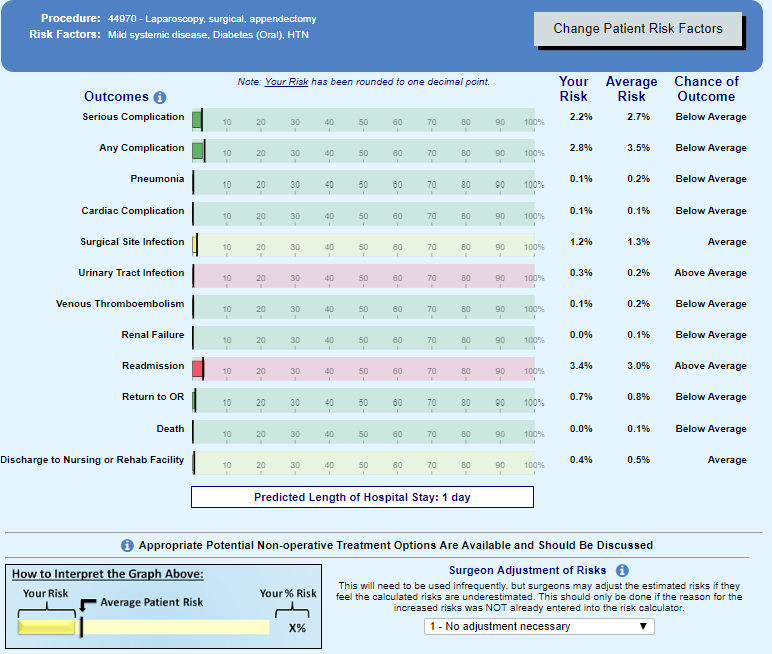 Procedure: 44970 - Laparoscopy, surgical, appendectomy
Risk Factors: Mild systemic disease, Diabetes (Oral), HTN
Change Patient Risk Factors
Note: Your Risk has been rounded to one decimal point.
Outcomes i
Your Risk
Average Risk
Chance of Outcome
Serious Complication 10 20 30 40 50 60 70 80 90 100% 2.2% 2.7% Below Average
Any Complication 10 20 30 40 50 60 70 80 90 100% 2.8% 3.5% Below Average
Pneumonia 10 20 30 40 50 60 70 80 90 100% 0.1% 0.2% Below Average
Cardiac Complication 10 20 30 40 50 60 70 80 90 100% 0.1% 0.1% Below Average
Surgical Site Infection 10 20 30 40 50 60 70 80 90 100% 1.2% 1.3% Average
Urinary Tract Infection 10 20 30 40 50 60 70 80 90 100% 0.3% 0.2% Above Average
Venous Thromboembolism 10 20 30 40 50 60 70 80 90 100% 0.1% 0.2% Below Average
Renal Failure 10 20 30 40 50 60 70 80 90 100% 0.0% 0.1% Below Average
Readmission 10 20 30 40 50 60 70 80 90 100% 3.4% 3.0% Above Average
Return to OR 10 20 30 40 50 60 70 80 90 100% 0.7% 0.8% Below Average
Death 10 20 30 40 50 60 70 80 90 100% 0.0% 0.1% Below Average
Discharge to Nursing or Rehab Facility 10 20 30 40 50 60 70 80 90 100% 0.4% 0.5% Average
Predicted Length of Hospital Stay: 1 day
i Appropriate Potential Non-operative Treatment Options Are Available and Should Be Discussed
How to Interpret the Graph Above:
Your Risk
Average Patient Risk
Your % Risk
X%
Surgeon Adjustment of Risks i
This will need to be used infrequently, but surgeons may adjust the estimated risks if they
feel the calculated risks are underestimated. This should only be done if the reason for the
increased risks was NOT already entered into the risk calculator.
1 - No adjustment necessary